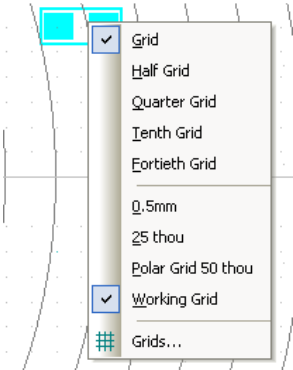 Grid
Half Grid
Quarter Grid
Tenth Grid
Fortieth Grid
0.5mm
25 thou
Polar Grid 50 thou
Working Grid
Grids...